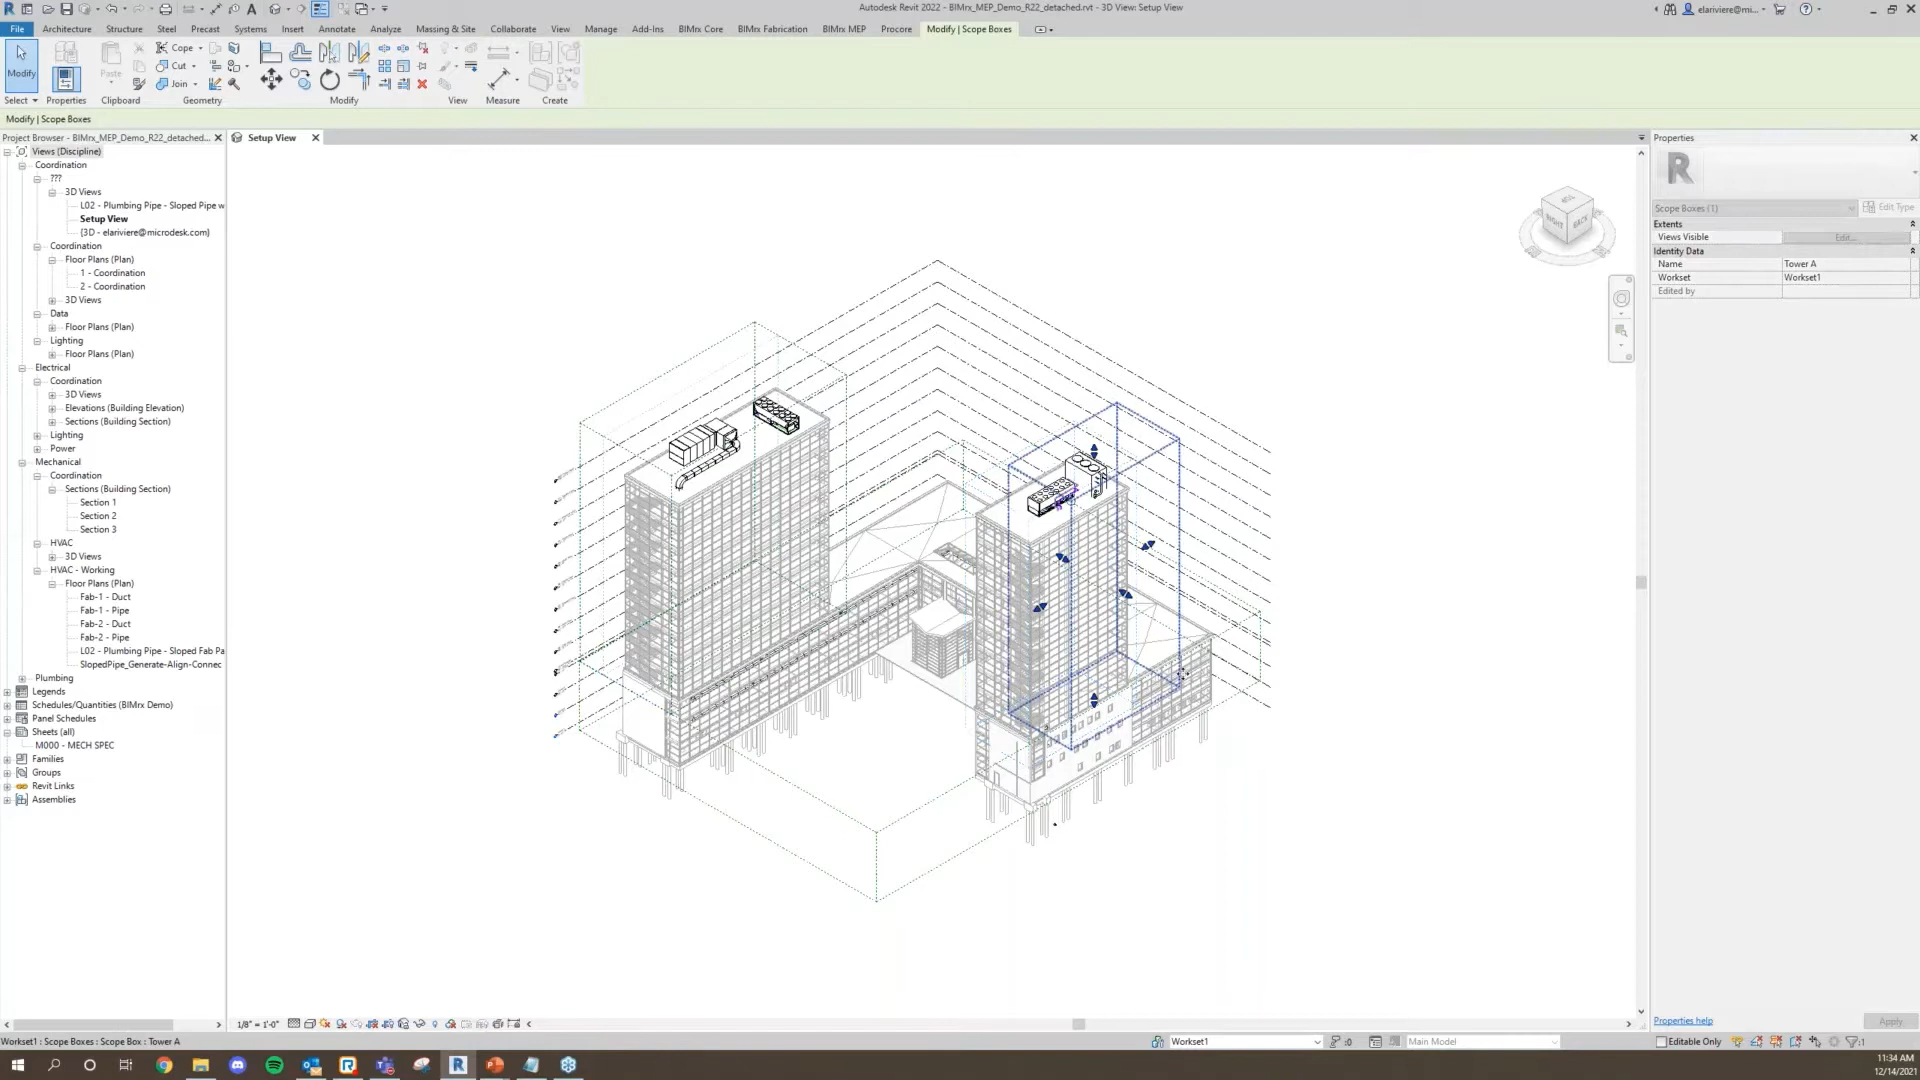 Autodesk Revit 2022 - BIMrx_MEP_Demo_R22_detached.rvt - 3D View: Setup View
elariviere@mi...
File Architecture Structure Steel Precast Systems Insert Annotate Analyze Massing & Site Collaborate View Manage Add-Ins BIMrx Core BIMrx Fabrication BIMrx MEP Procore Modify | Scope Boxes
Modify
Paste
Cope
Cut
Join
Select Properties Clipboard Geometry Modify View Measure Create
Modify | Scope Boxes
Project Browser - BIMrx_MEP_Demo_R22_detached...
Setup View
Properties
Views (Discipline)
Coordination
???
3D Views
L02 - Plumbing Pipe - Sloped Pipe w
Setup View
{3D - elariviere@microdesk.com}
Coordination
Floor Plans (Plan)
1 - Coordination
2 - Coordination
3D Views
Data
Floor Plans (Plan)
Lighting
Floor Plans (Plan)
Electrical
Coordination
3D Views
Elevations (Building Elevation)
Sections (Building Section)
Lighting
Power
Mechanical
Coordination
Sections (Building Section)
Section 1
Section 2
Section 3
HVAC
3D Views
HVAC - Working
Floor Plans (Plan)
Fab-1 - Duct
Fab-1 - Pipe
Fab-2 - Duct
Fab-2 - Pipe
L02 - Plumbing Pipe - Sloped Fab Pa
SlopedPipe_Generate-Align-Connec
Plumbing
Legends
Schedules/Quantities (BIMrx Demo)
Panel Schedules
Sheets (all)
M000 - MECH SPEC
Families
Groups
Revit Links
Assemblies
RIGHT BACK
R
Scope Boxes (1)
Edit Type
Extents
Views Visible Edit...
Identity Data
Name Tower A
Workset Workset1
Edited by
Properties help
Apply
1/8" = 1'-0"
Workset1 : Scope Boxes : Scope Box : Tower A
Workset1
:0
Main Model
Editable Only
:1
11:34 AM
12/14/2021